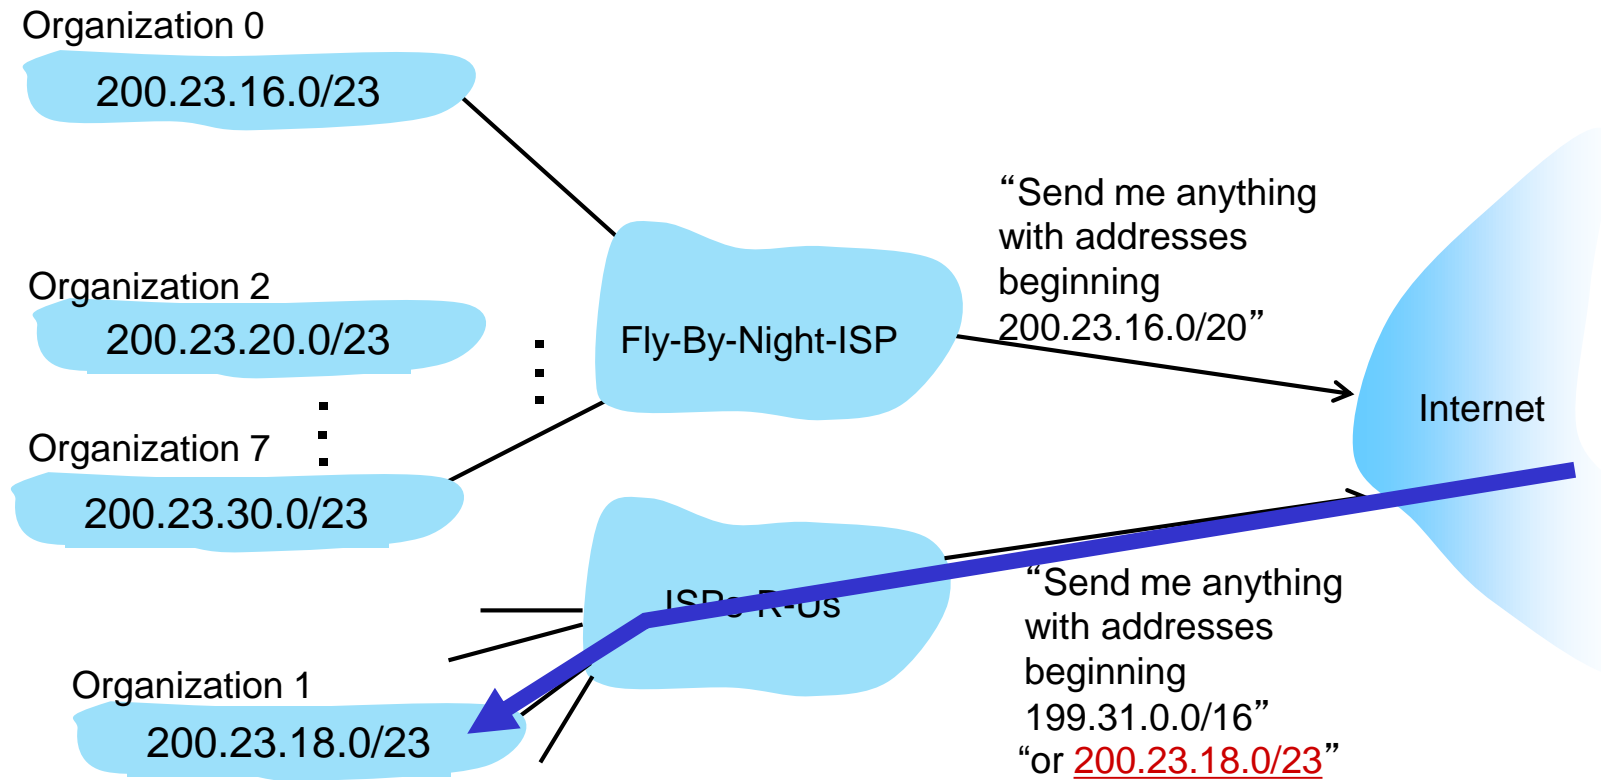 Organization 0
200.23.16.0/23
Organization 2
200.23.20.0/23
Organization 7
200.23.30.0/23
Organization 1
200.23.18.0/23
Fly-By-Night-ISP
ISPs-R-Us
“Send me anything
with addresses
beginning
200.23.16.0/20”
Internet
“Send me anything
with addresses
beginning
199.31.0.0/16”
“or 200.23.18.0/23”